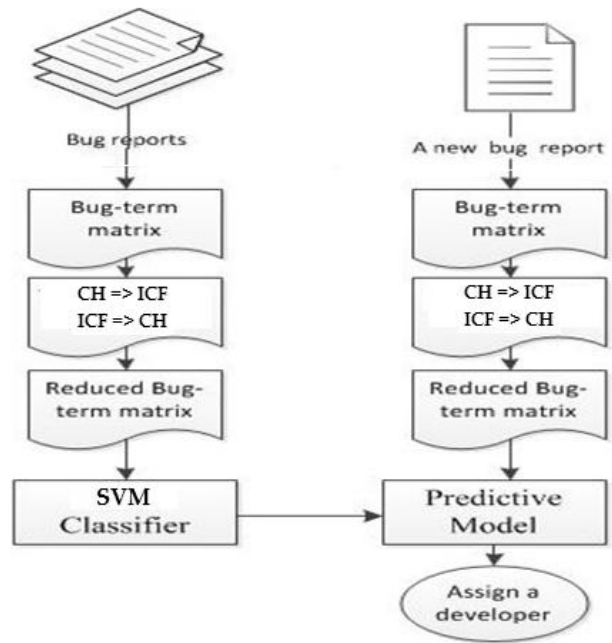 Bug reports
Bug-term
matrix
CH => ICF
ICF => CH
Reduced Bug-
term matrix
SVM
Classifier
A new bug report
Bug-term
matrix
CH => ICF
ICF => CH
Reduced Bug-
term matrix
Predictive
Model
Assign a
developer